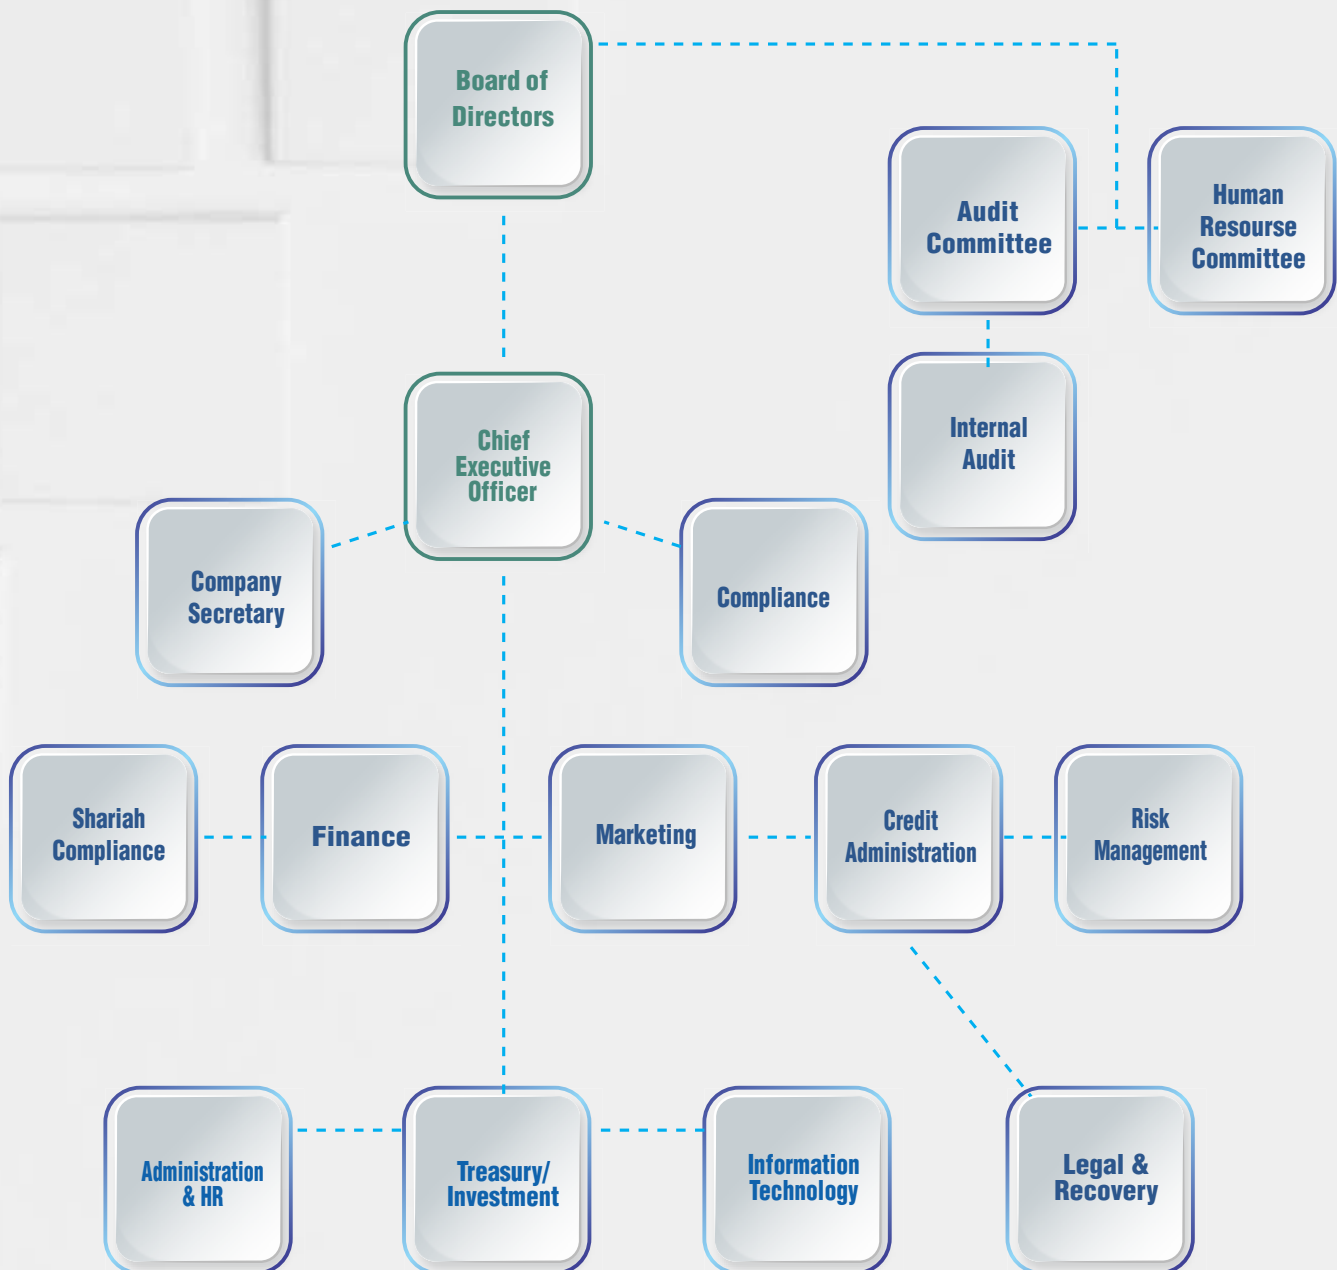 Board of
Directors
Audit
Committee
Human
Resourse
Committee
Chief
Executive
Officer
Internal
Audit
Company
Secretary
Compliance
Shariah
Compliance
Finance
Marketing
Credit
Administration
Risk
Management
Administration
& HR
Treasury/
Investment
Information
Technology
Legal &
Recovery